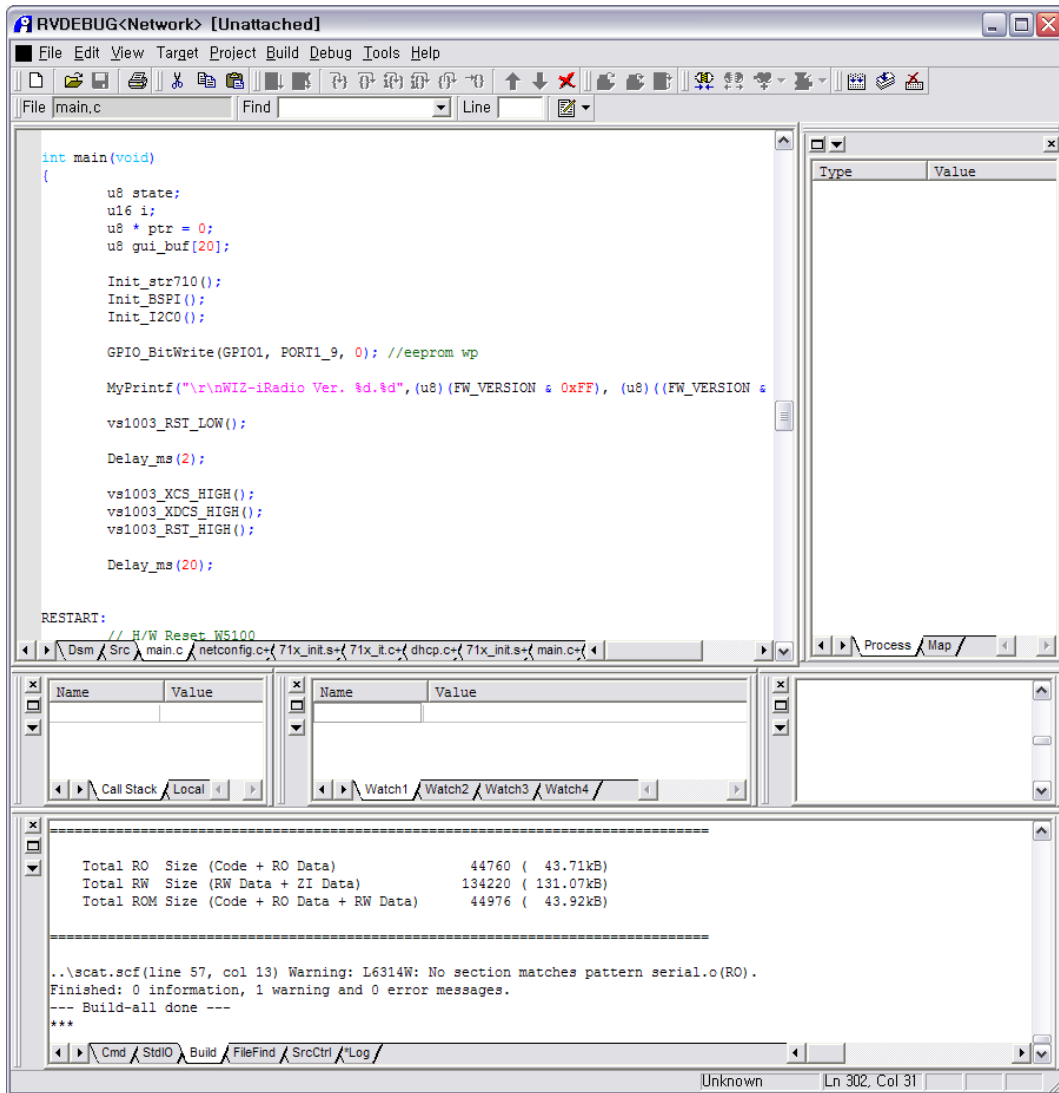 RVDEBUG<Network> [Unattached]
File Edit View Target Project Build Debug Tools Help
File main.c Find Line
int main(void)
{
u8 state;
u16 i;
u8 * ptr = 0;
u8 gui_buf[20];
Init_str710();
Init_BSPI();
Init_I2C0();
GPIO_BitWrite(GPIO1, PORT1_9, 0); //eeprom wp
MyPrintf("\r\nWIZ-iRadio Ver. %d.%d",(u8)(FW_VERSION & 0xFF), (u8)((FW_VERSION &
vs1003_RST_LOW();
Delay_ms(2);
vs1003_XCS_HIGH();
vs1003_XDCS_HIGH();
vs1003_RST_HIGH();
Delay_ms(20);
RESTART:
// H/W Reset W5100
Dsm Src main.c netconfig.c+ 71x_init.s+ 71x_it.c+ dhcp.c+ 71x_init.s+ main.c+
Type Value
Process Map
Name Value
Call Stack Local
Name Value
Watch1 Watch2 Watch3 Watch4
================================================================================
Total RO Size (Code + RO Data) 44760 ( 43.71kB)
Total RW Size (RW Data + ZI Data) 134220 ( 131.07kB)
Total ROM Size (Code + RO Data + RW Data) 44976 ( 43.92kB)
================================================================================
..\scat.scf(line 57, col 13) Warning: L6314W: No section matches pattern serial.o(RO).
Finished: 0 information, 1 warning and 0 error messages.
--- Build-all done ---
***
Cmd StdIO Build FileFind SrcCtrl *Log
Unknown Ln 302, Col 31